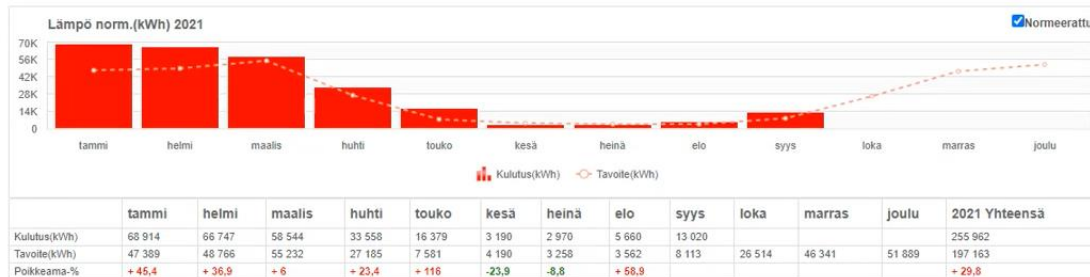 Lämpö norm.(kWh) 2021
Normeerattu
70K
56K
42K
28K
14K
0
tammi helmi maalis huhti touko kesä heinä elo syys loka marras joulu
Kulutus(kWh) Tavoite(kWh)
tammi helmi maalis huhti touko kesä heinä elo syys loka marras joulu 2021 Yhteensä
Kulutus(kWh) 68 914 66 747 58 544 33 558 16 379 3 190 2 970 5 660 13 020 255 962
Tavoite(kWh) 47 389 48 766 55 232 27 185 7 581 4 190 3 258 3 562 8 113 26 514 46 341 51 889 197 163
Poikkeama-% + 45,4 + 36,9 + 6 + 23,4 + 116 -23,9 -8,8 + 58,9 + 29,8